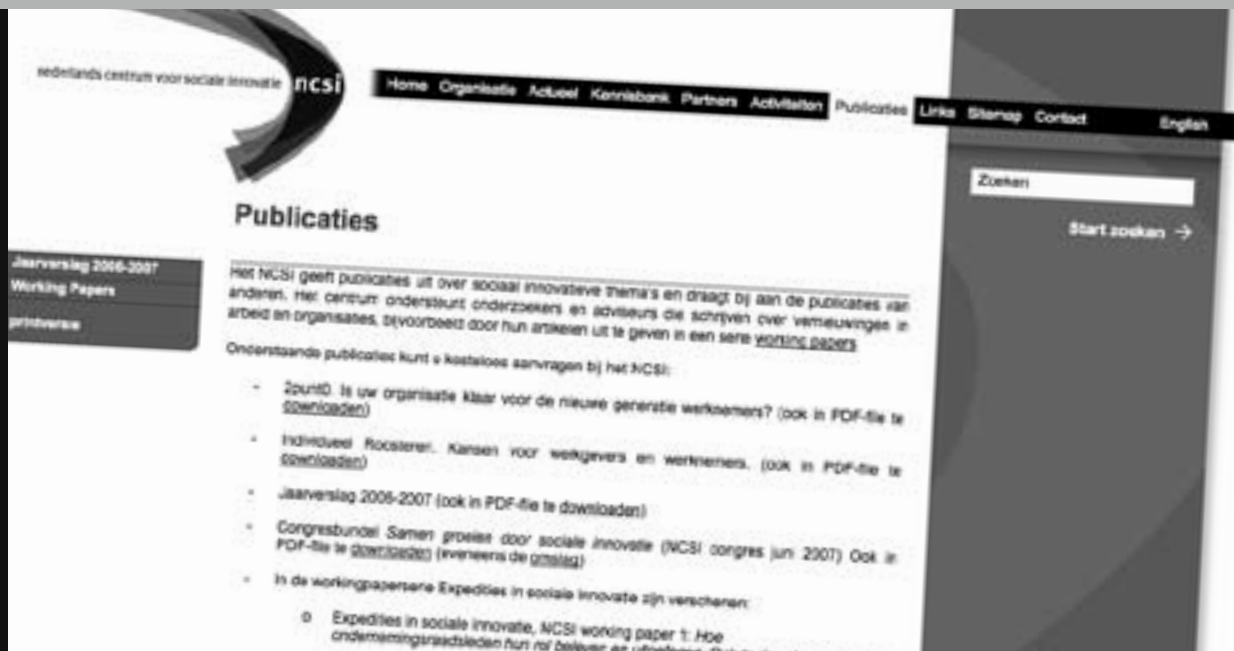 nederlands centrum voor sociale innovatie ncsi
Home Organisatie Actueel Kennisbank Partners Activiteiten Publicaties Links Sitemap Contact English
Zoeken
Start zoeken →
Publicaties
Jaarverslag 2006-2007
Working Papers
printversie
Het NCSI geeft publicaties uit over sociaal innovatieve thema's en draagt bij aan de publicaties van
anderen. Het centrum ondersteunt onderzoekers en adviseurs die schrijven over vernieuwingen in
arbeid en organisaties, bijvoorbeeld door hun artikelen uit te geven in een serie working papers
Onderstaande publicaties kunt u kosteloos aanvragen bij het NCSI:
- 2punt0. Is uw organisatie klaar voor de nieuwe generatie werknemers? (ook in PDF-file te
downloaden)
- Individueel Roosteren. Kansen voor werkgevers en werknemers. (ook in PDF-file te
downloaden)
- Jaarverslag 2006-2007 (ook in PDF-file te downloaden)
- Congresbundel Samen groeien door sociale innovatie (NCSI congres juni 2007) Ook in
PDF-file te downloaden (eveneens de omslag)
- In de workingpaperserie Expedities in sociale innovatie zijn verschenen:
o Expedities in sociale innovatie, NCSI working paper 1: Hoe
ondernemingsraadsleden hun rol beleven en